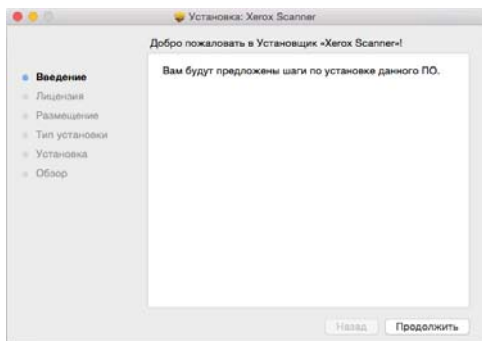 Установка: Xerox Scanner
Добро пожаловать в Установщик «Xerox Scanner»!
Введение
Лицензия
Размещение
Тип установки
Установка
Обзор
Вам будут предложены шаги по установке данного ПО.
Назад
Продолжить